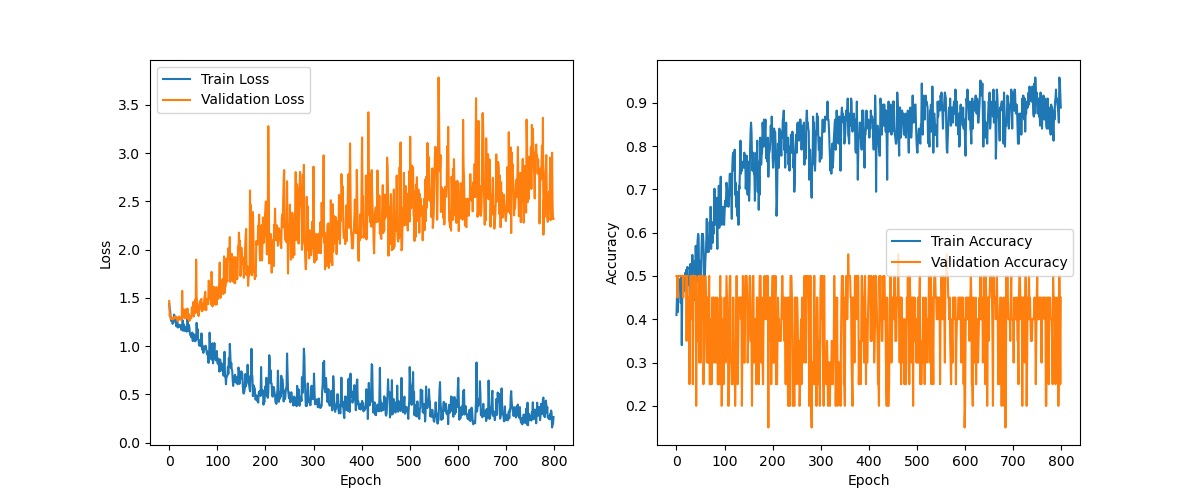 Train Loss
Validation Loss
Loss
3.5
3.0
2.5
2.0
1.5
1.0
0.5
0.0
0 100 200 300 400 500 600 700 800
Epoch
Train Accuracy
Validation Accuracy
Accuracy
0.9
0.8
0.7
0.6
0.5
0.4
0.3
0.2
0 100 200 300 400 500 600 700 800
Epoch